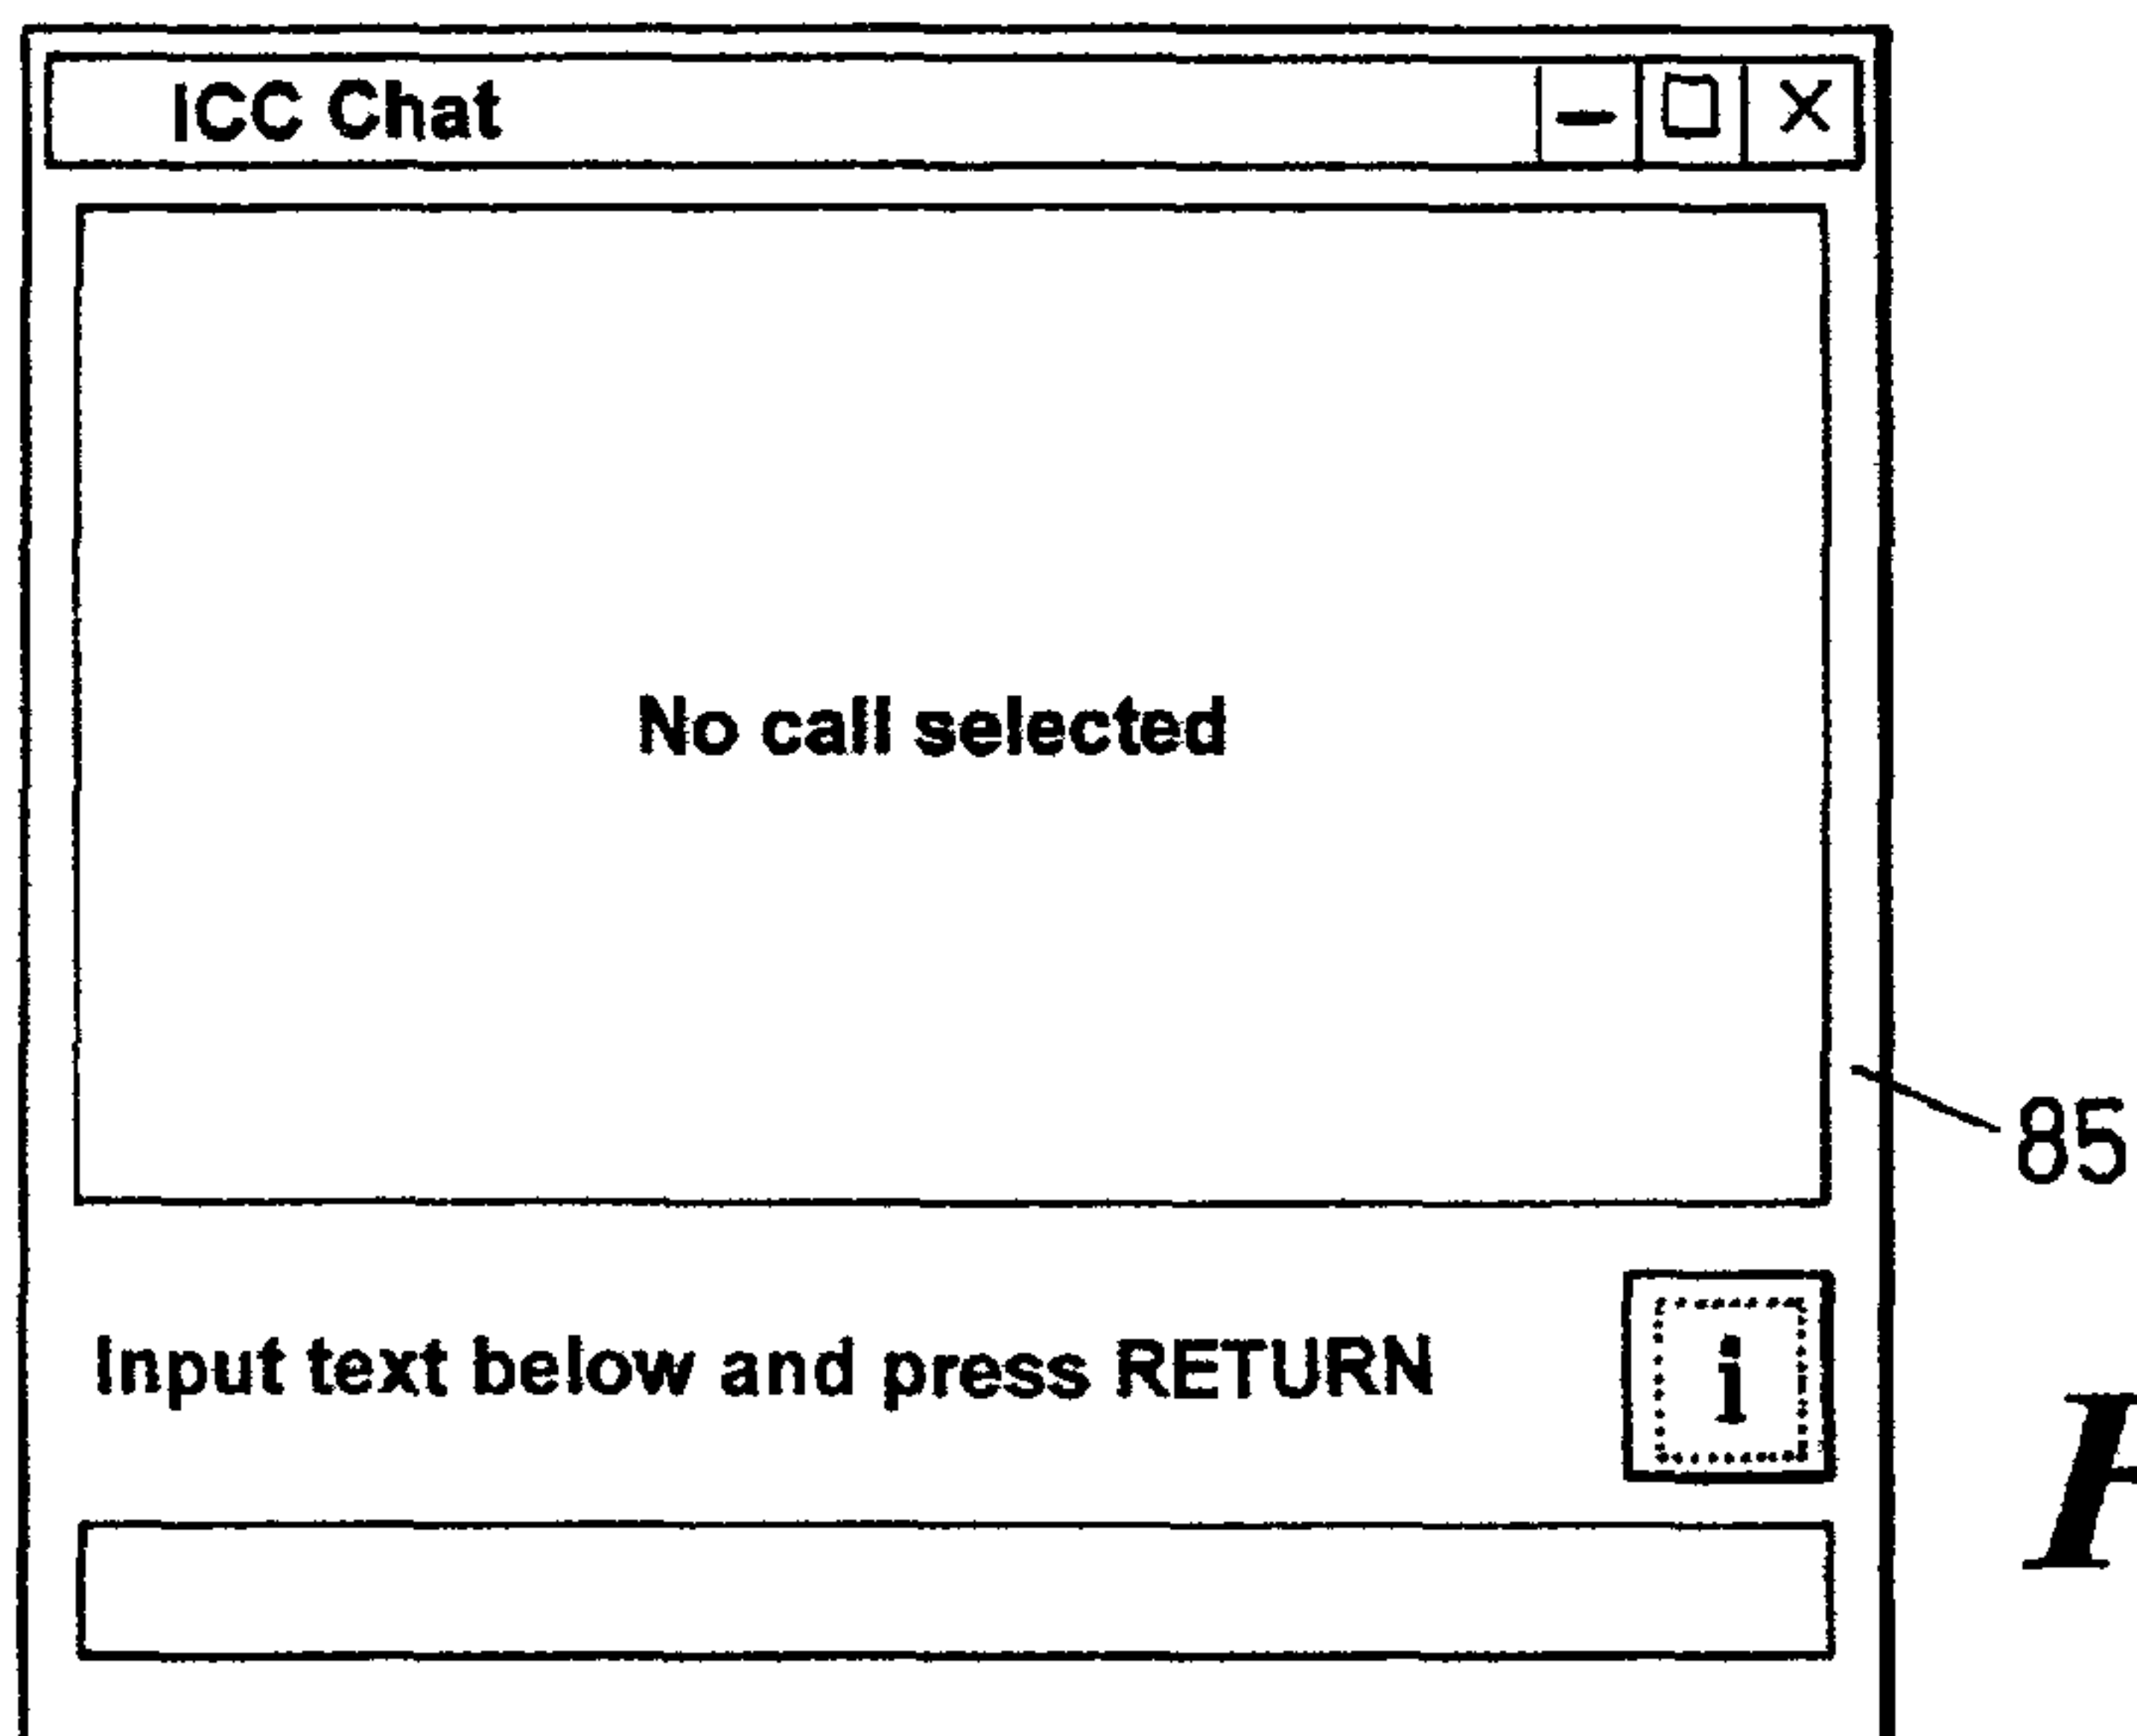 ICC Chat
No call selected
85
Input text below and press RETURN
i